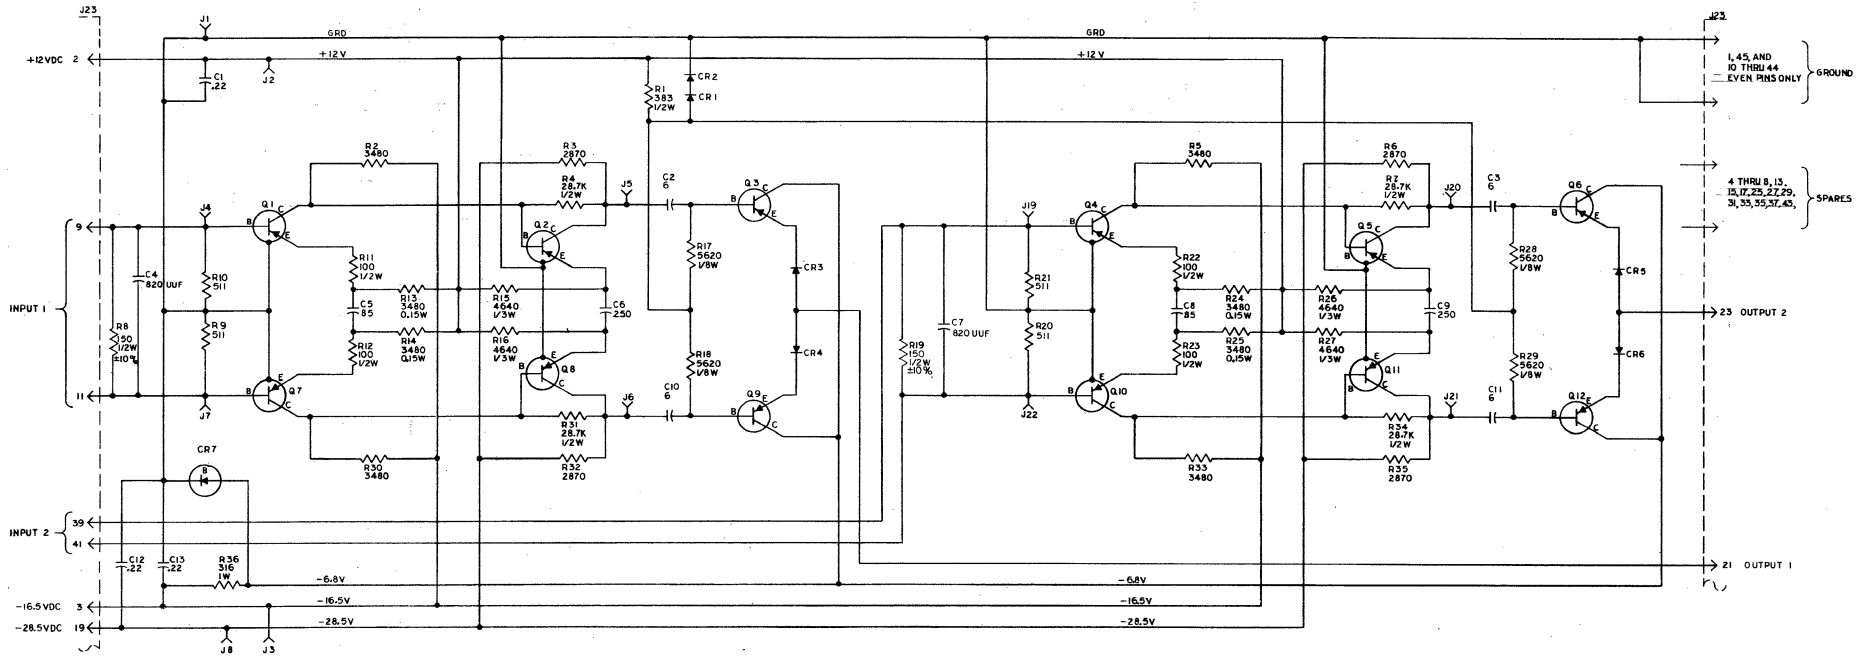 J23
J1
J23
GRD
GRD
+12VDC 2
+12V
+12V
J2
C1
.22
R1
383
1/2W
CR2
CR1
1, 45, AND
10 THRU 44
EVEN PINS ONLY
GROUND
R2
3480
R3
2870
R4
28.7K
1/2W
J5
C2
6
Q3
C
B
E
R5
3480
R6
2870
R7
28.7K
1/2W
J20
C3
6
Q6
C
B
E
4 THRU 8, 13,
15,17,25,27,29,
31,33,35,37,43,
SPARES
9
J4
Q1
C
B
E
Q2
C
B
E
J19
Q4
C
B
E
Q5
C
B
E
INPUT 1
C4
820 UUF
R10
511
R11
100
1/2W
R13
3480
0.15W
R15
4640
1/3W
C6
250
R17
5620
1/8W
CR3
R21
511
R22
100
1/2W
R24
3480
0.15W
R26
4640
1/3W
C9
250
R28
5620
1/8W
CR5
C5
85
C8
85
R8
150
1/2W
±10%
R9
511
R12
100
1/2W
R14
3480
0.15W
R16
4640
1/3W
R18
5620
1/8W
CR4
C7
820 UUF
R19
150
1/2W
±10%
R20
511
R23
100
1/2W
R25
3480
0.15W
R27
4640
1/3W
R29
5620
1/8W
CR6
23 OUTPUT 2
11
J7
B
E
C
Q7
B
E
C
Q8
J6
C10
6
Q9
B
E
C
J22
B
E
C
Q10
B
E
C
Q11
J21
C11
6
Q12
B
E
C
R31
28.7K
1/2W
R34
28.7K
1/2W
R30
3480
R32
2870
R33
3480
R35
2870
CR7
B
INPUT 2
39
41
C12
.22
C13
.22
R36
316
1W
-6.8V
-6.8V
21 OUTPUT 1
-16.5VDC 3
-16.5V
-16.5V
-28.5VDC 19
-28.5V
-28.5V
J8
J3